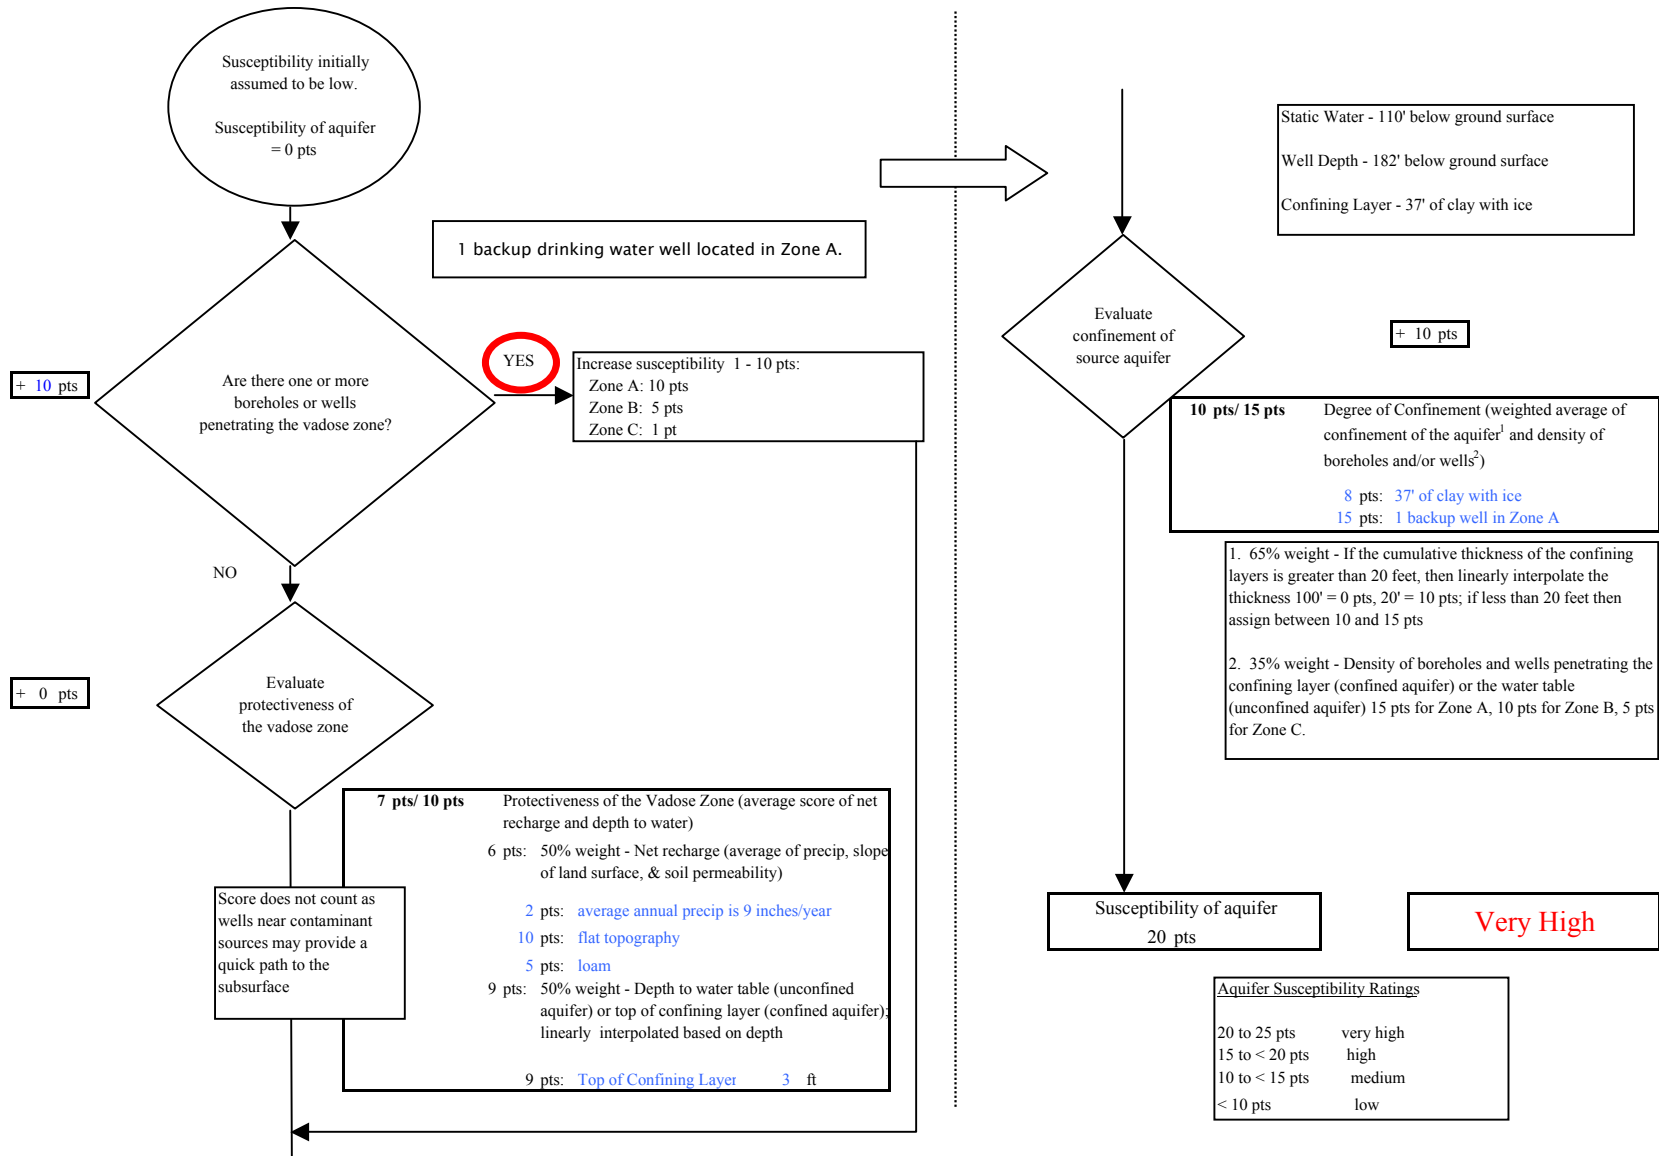 Susceptibility initially
assumed to be low.
Susceptibility of aquifer
= 0 pts
1 backup drinking water well located in Zone A.
+ 10 pts
Are there one or more
boreholes or wells
penetrating the vadose zone?
YES
Increase susceptibility 1 - 10 pts:
Zone A: 10 pts
Zone B: 5 pts
Zone C: 1 pt
NO
+ 0 pts
Evaluate
protectiveness of
the vadose zone
Score does not count as
wells near contaminant
sources may provide a
quick path to the
subsurface
7 pts/ 10 pts Protectiveness of the Vadose Zone (average score of net
recharge and depth to water)
6 pts: 50% weight - Net recharge (average of precip, slope
of land surface, & soil permeability)
2 pts: average annual precip is 9 inches/year
10 pts: flat topography
5 pts: loam
9 pts: 50% weight - Depth to water table (unconfined
aquifer) or top of confining layer (confined aquifer);
linearly interpolated based on depth
9 pts: Top of Confining Layer 3 ft
Static Water - 110' below ground surface
Well Depth - 182' below ground surface
Confining Layer - 37' of clay with ice
Evaluate
confinement of
source aquifer
+ 10 pts
10 pts/ 15 pts Degree of Confinement (weighted average of
confinement of the aquifer1 and density of
boreholes and/or wells2)
8 pts: 37' of clay with ice
15 pts: 1 backup well in Zone A
1. 65% weight - If the cumulative thickness of the confining
layers is greater than 20 feet, then linearly interpolate the
thickness 100' = 0 pts, 20' = 10 pts; if less than 20 feet then
assign between 10 and 15 pts
2. 35% weight - Density of boreholes and wells penetrating the
confining layer (confined aquifer) or the water table
(unconfined aquifer) 15 pts for Zone A, 10 pts for Zone B, 5 pts
for Zone C.
Susceptibility of aquifer
20 pts
Very High
Aquifer Susceptibility Ratings
20 to 25 pts very high
15 to < 20 pts high
10 to < 15 pts medium
< 10 pts low